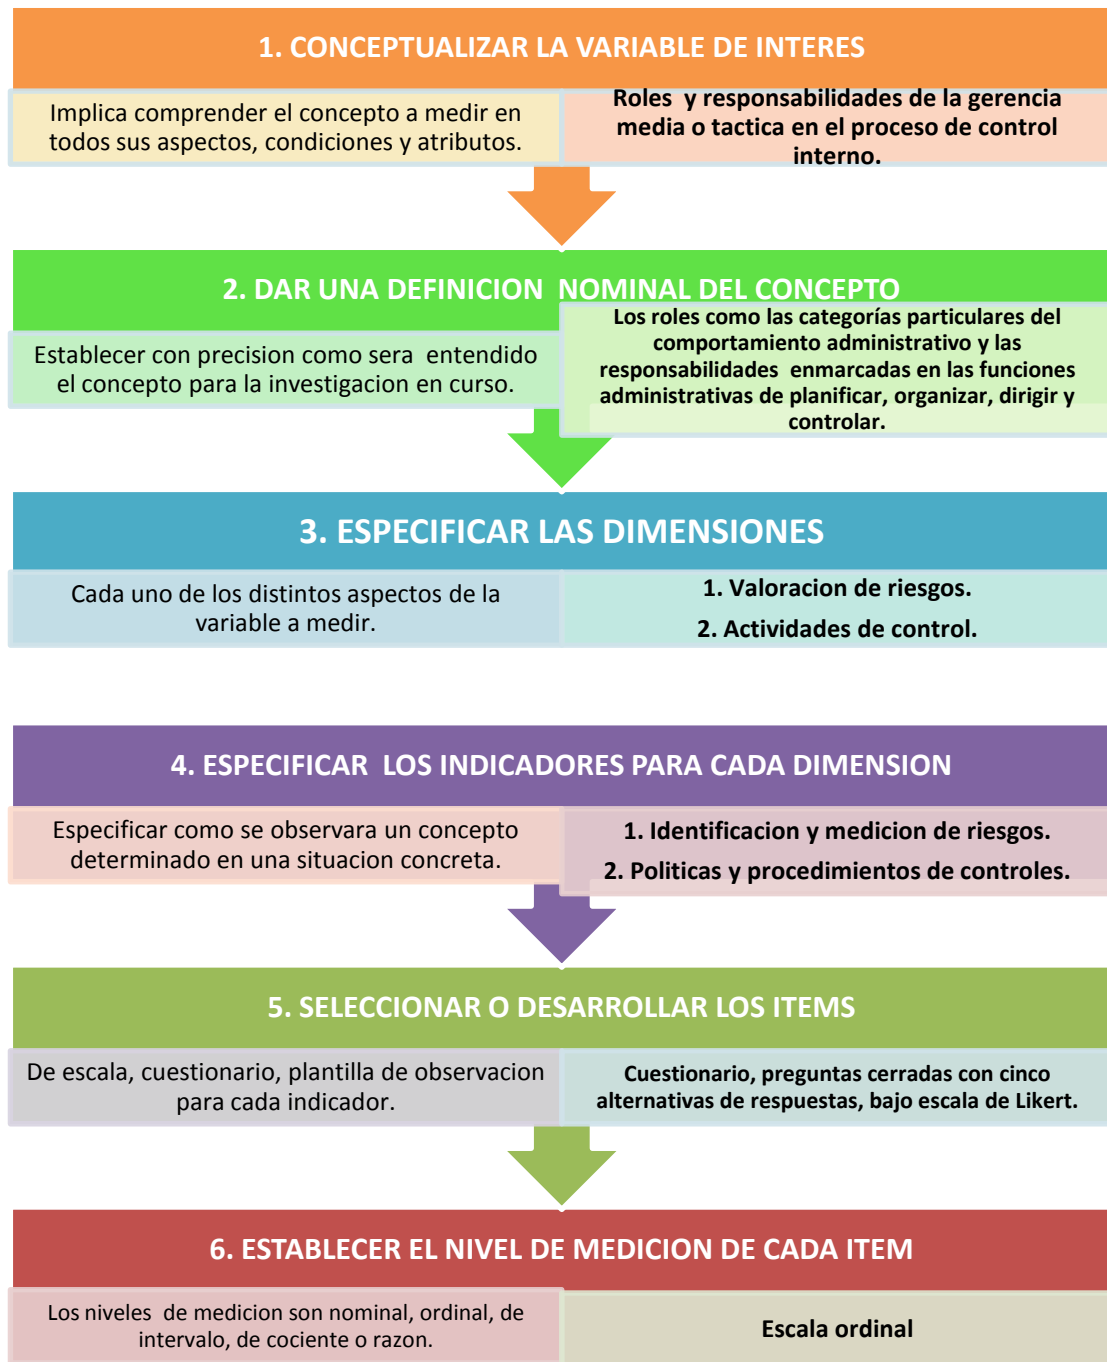 1. CONCEPTUALIZAR LA VARIABLE DE INTERES
Implica comprender el concepto a medir en
todos sus aspectos, condiciones y atributos.
Roles y responsabilidades de la gerencia
media o tactica en el proceso de control
interno.
2. DAR UNA DEFINICION NOMINAL DEL CONCEPTO
Establecer con precision como sera entendido
el concepto para la investigacion en curso.
Los roles como las categorías particulares del
comportamiento administrativo y las
responsabilidades enmarcadas en las funciones
administrativas de planificar, organizar, dirigir y
controlar.
3. ESPECIFICAR LAS DIMENSIONES
Cada uno de los distintos aspectos de la
variable a medir.
1. Valoracion de riesgos.
2. Actividades de control.
4. ESPECIFICAR LOS INDICADORES PARA CADA DIMENSION
Especificar como se observara un concepto
determinado en una situacion concreta.
1. Identificacion y medicion de riesgos.
2. Politicas y procedimientos de controles.
5. SELECCIONAR O DESARROLLAR LOS ITEMS
De escala, cuestionario, plantilla de observacion
para cada indicador.
Cuestionario, preguntas cerradas con cinco
alternativas de respuestas, bajo escala de Likert.
6. ESTABLECER EL NIVEL DE MEDICION DE CADA ITEM
Los niveles de medicion son nominal, ordinal, de
intervalo, de cociente o razon.
Escala ordinal